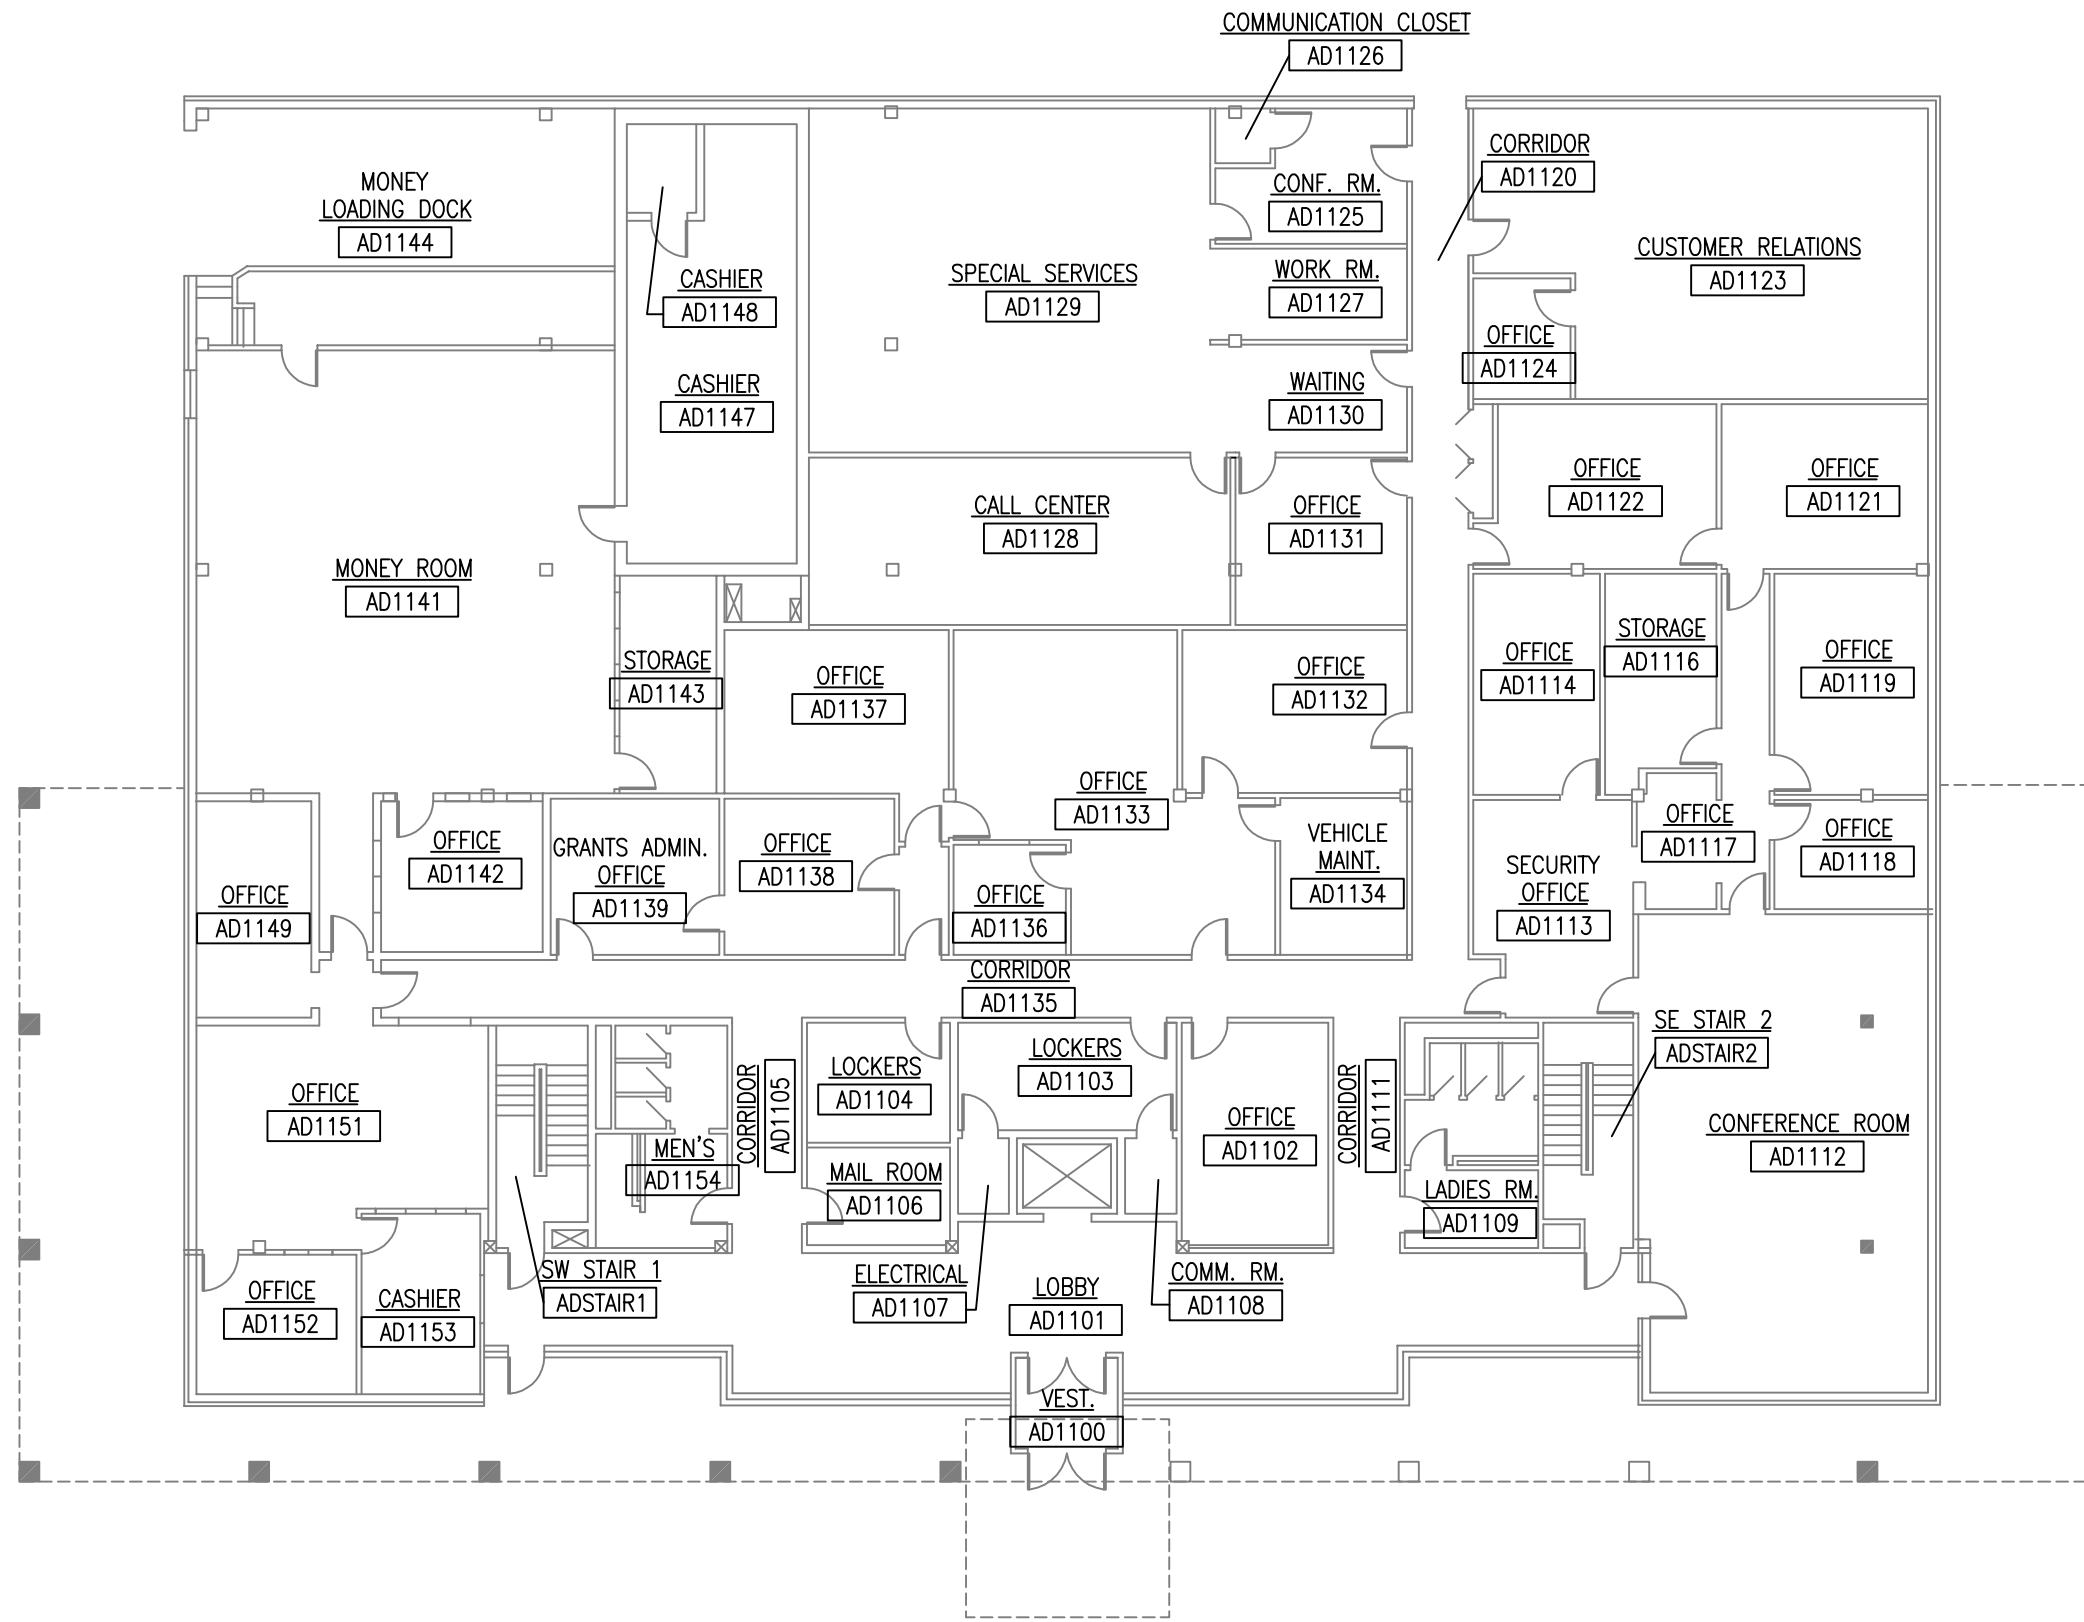 COMMUNICATION CLOSET
AD1126
CORRIDOR
AD1120
MONEY
LOADING DOCK
AD1144
CONF. RM.
AD1125
CUSTOMER RELATIONS
AD1123
CASHIER
AD1148
SPECIAL SERVICES
AD1129
WORK RM.
AD1127
OFFICE
AD1124
CASHIER
AD1147
WAITING
AD1130
OFFICE
AD1122
OFFICE
AD1121
CALL CENTER
AD1128
OFFICE
AD1131
MONEY ROOM
AD1141
STORAGE
AD1143
OFFICE
AD1137
OFFICE
AD1132
OFFICE
AD1114
STORAGE
AD1116
OFFICE
AD1119
OFFICE
AD1133
OFFICE
AD1142
GRANTS ADMIN.
OFFICE
AD1139
OFFICE
AD1138
VEHICLE
MAINT.
AD1134
OFFICE
AD1117
OFFICE
AD1118
OFFICE
AD1149
OFFICE
AD1136
SECURITY
OFFICE
AD1113
CORRIDOR
AD1135
SE STAIR 2
ADSTAIR2
OFFICE
AD1151
CORRIDOR
AD1105
LOCKERS
AD1104
LOCKERS
AD1103
OFFICE
AD1102
CORRIDOR
AD1111
CONFERENCE ROOM
AD1112
MEN'S
AD1154
MAIL ROOM
AD1106
LADIES RM.
AD1109
SW STAIR 1
ADSTAIR1
ELECTRICAL
AD1107
LOBBY
AD1101
COMM. RM.
AD1108
OFFICE
AD1152
CASHIER
AD1153
VEST.
AD1100